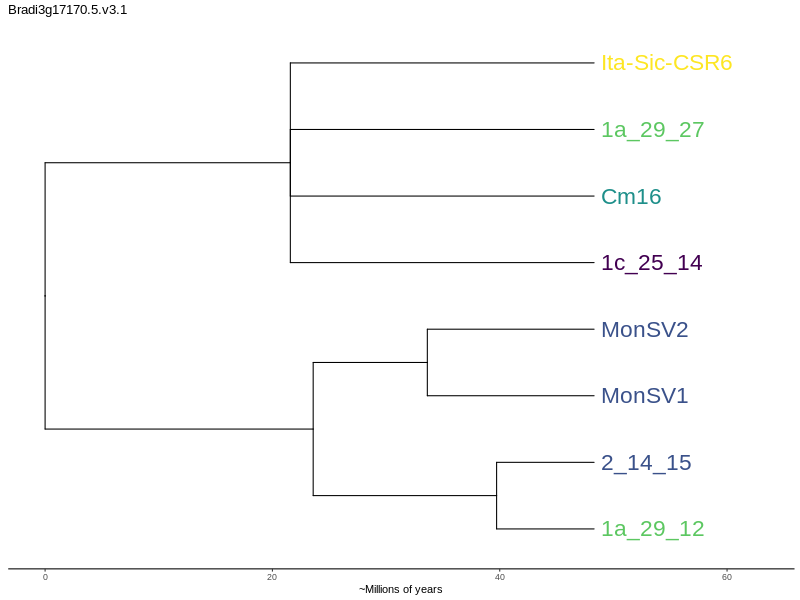 Bradi3g17170.5.v3.1
Ita-Sic-CSR6
1a_29_27
Cm16
1c_25_14
MonSV2
MonSV1
2_14_15
1a_29_12
0 20 40 60
~Millions of years